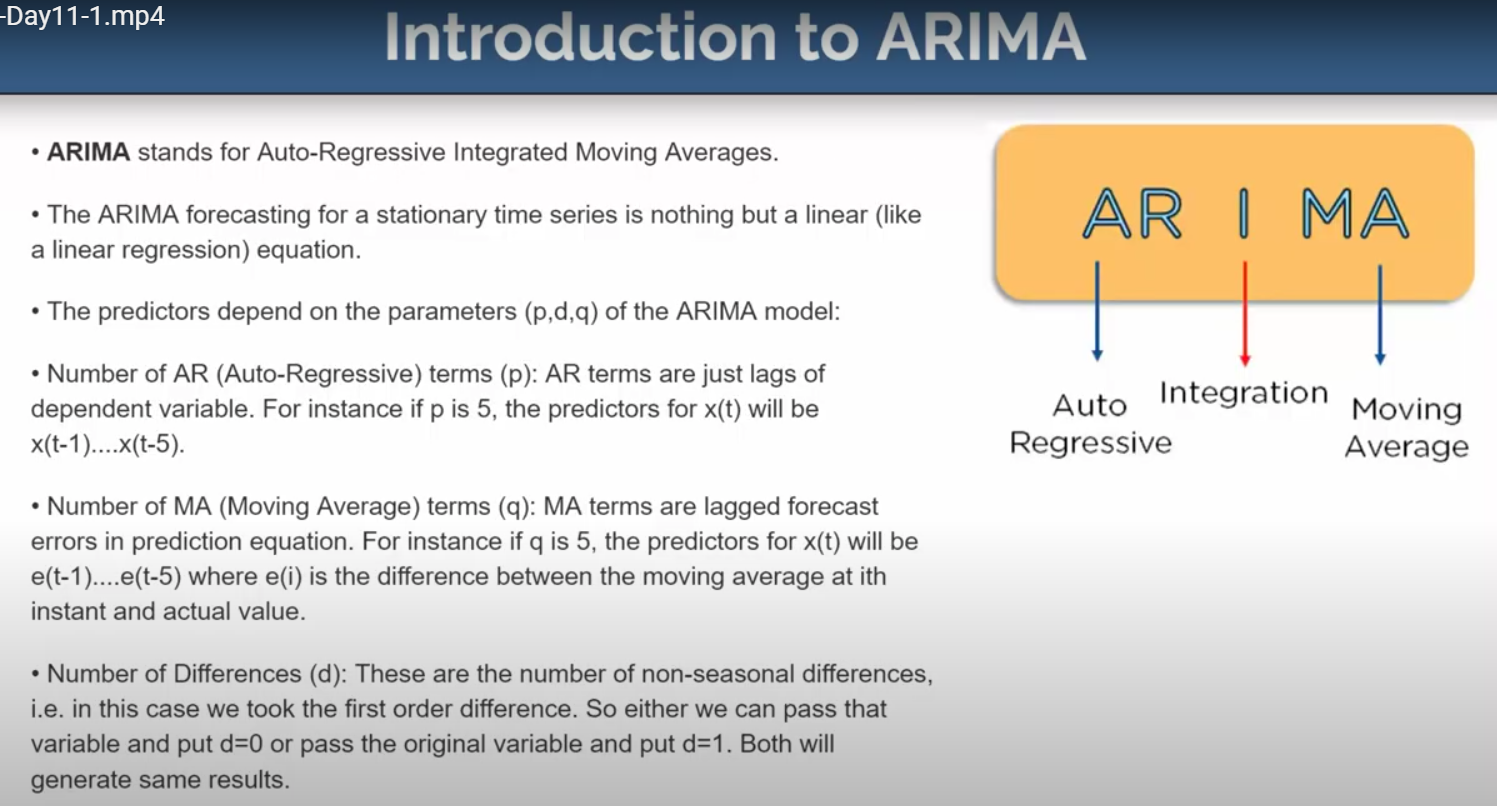 -Day11-1.mp4
Introduction to ARIMA
• ARIMA stands for Auto-Regressive Integrated Moving Averages.
• The ARIMA forecasting for a stationary time series is nothing but a linear (like
a linear regression) equation.
• The predictors depend on the parameters (p,d,q) of the ARIMA model:
• Number of AR (Auto-Regressive) terms (p): AR terms are just lags of
dependent variable. For instance if p is 5, the predictors for x(t) will be
x(t-1)....x(t-5).
• Number of MA (Moving Average) terms (q): MA terms are lagged forecast
errors in prediction equation. For instance if q is 5, the predictors for x(t) will be
e(t-1)....e(t-5) where e(i) is the difference between the moving average at ith
instant and actual value.
• Number of Differences (d): These are the number of non-seasonal differences,
i.e. in this case we took the first order difference. So either we can pass that
variable and put d=0 or pass the original variable and put d=1. Both will
generate same results.
AR I MA
Auto
Regressive
Integration
Moving
Average